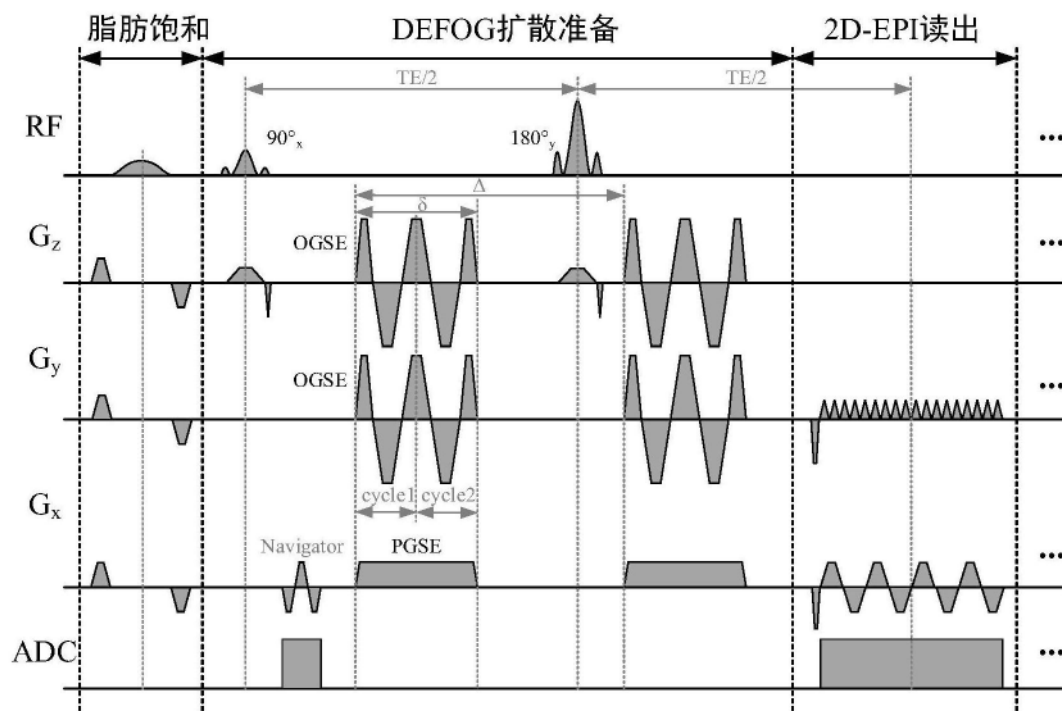 脂肪饱和
DEFOG扩散准备
2D-EPI读出
TE/2
TE/2
RF
90°x
180°y
...
Δ
δ
Gz
OGSE
...
Gy
OGSE
...
cycle1
cycle2
Gx
Navigator
PGSE
...
ADC
...